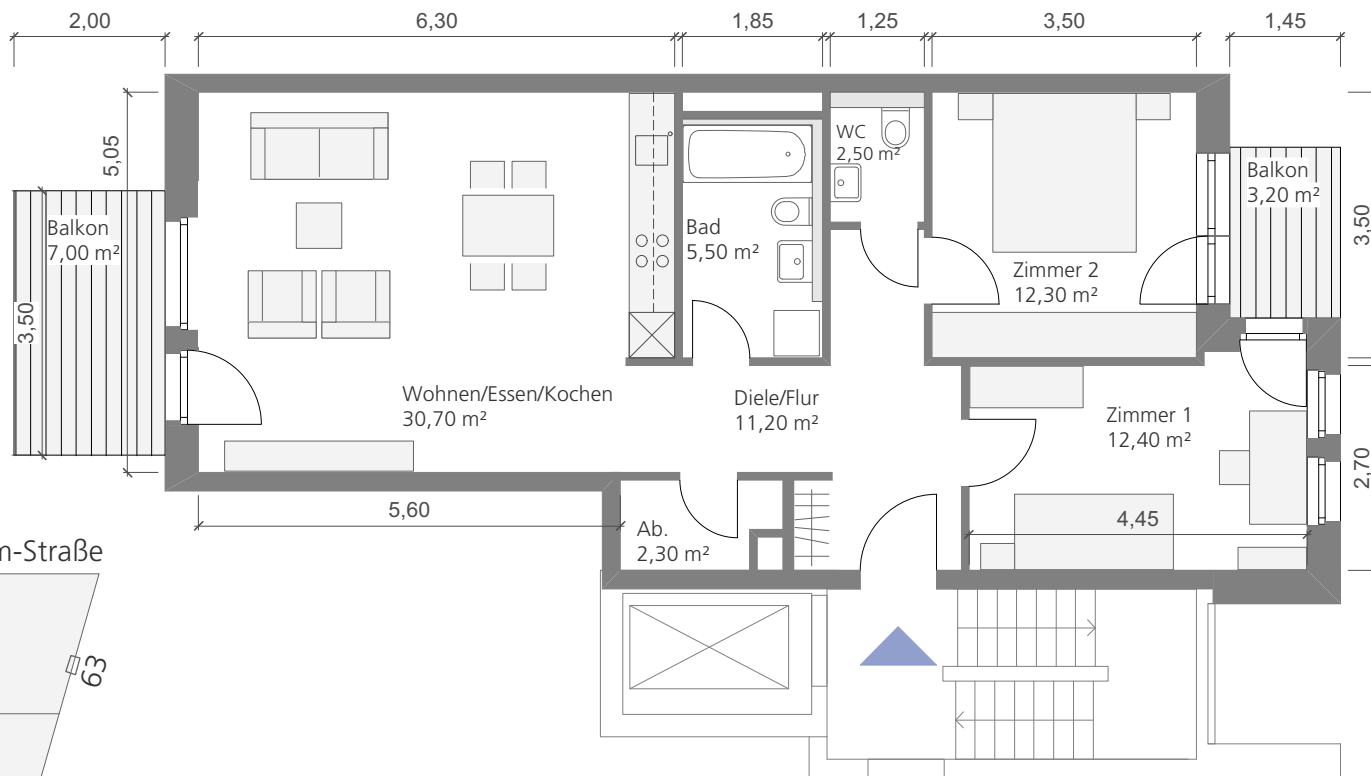 2,00
6,30
1,85
1,25
3,50
1,45
5,05
WC
2,50 m²
Balkon
3,20 m²
Balkon
7,00 m²
Bad
5,50 m²
3,50
Zimmer 2
12,30 m²
3,50
Wohnen/Essen/Kochen
30,70 m²
Diele/Flur
11,20 m²
Zimmer 1
12,40 m²
2,70
5,60
4,45
Ab.
2,30 m²
m-Straße
63